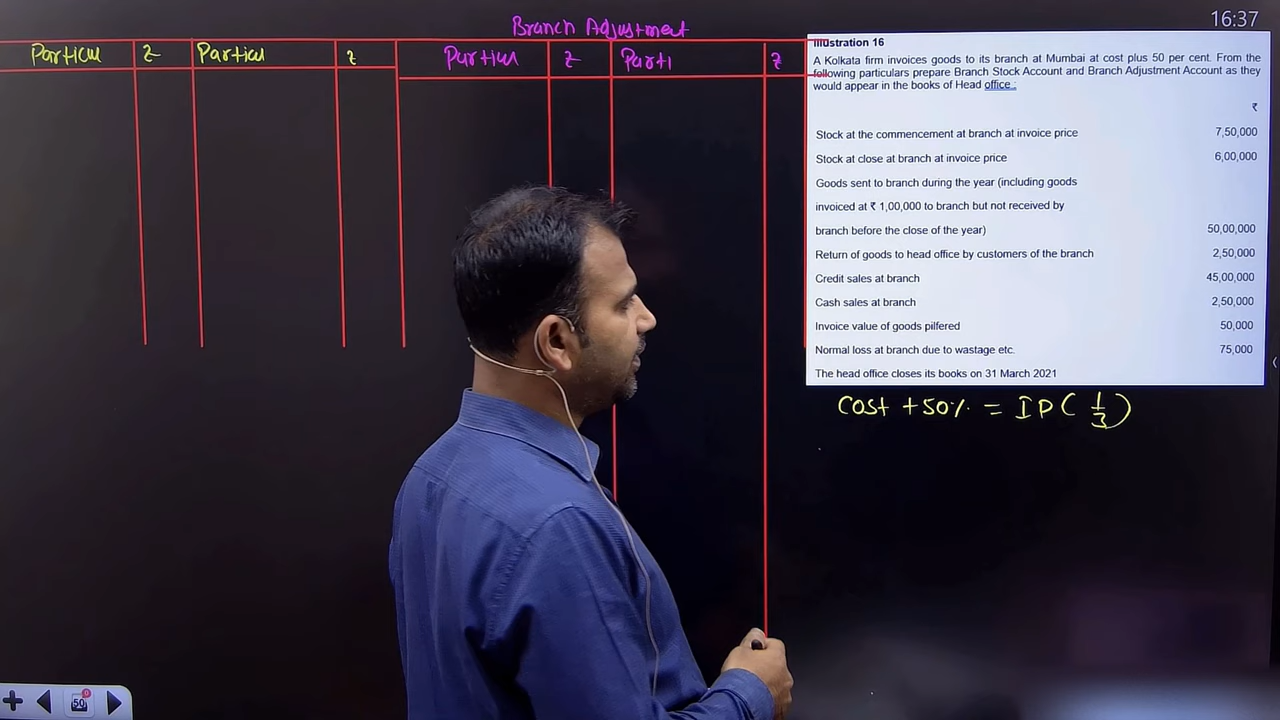 16:37
Branch Adjustment
Particul ₹ Particul ₹
Particul ₹ Parti ₹
Illustration 16
A Kolkata firm invoices goods to its branch at Mumbai at cost plus 50 per cent. From the
following particulars prepare Branch Stock Account and Branch Adjustment Account as they
would appear in the books of Head office :
₹
Stock at the commencement at branch at invoice price 7,50,000
Stock at close at branch at invoice price 6,00,000
Goods sent to branch during the year (including goods
invoiced at ₹ 1,00,000 to branch but not received by
branch before the close of the year) 50,00,000
Return of goods to head office by customers of the branch 2,50,000
Credit sales at branch 45,00,000
Cash sales at branch 2,50,000
Invoice value of goods pilfered 50,000
Normal loss at branch due to wastage etc. 75,000
The head office closes its books on 31 March 2021
Cost + 50% = IP ( 1/3 )
50
0